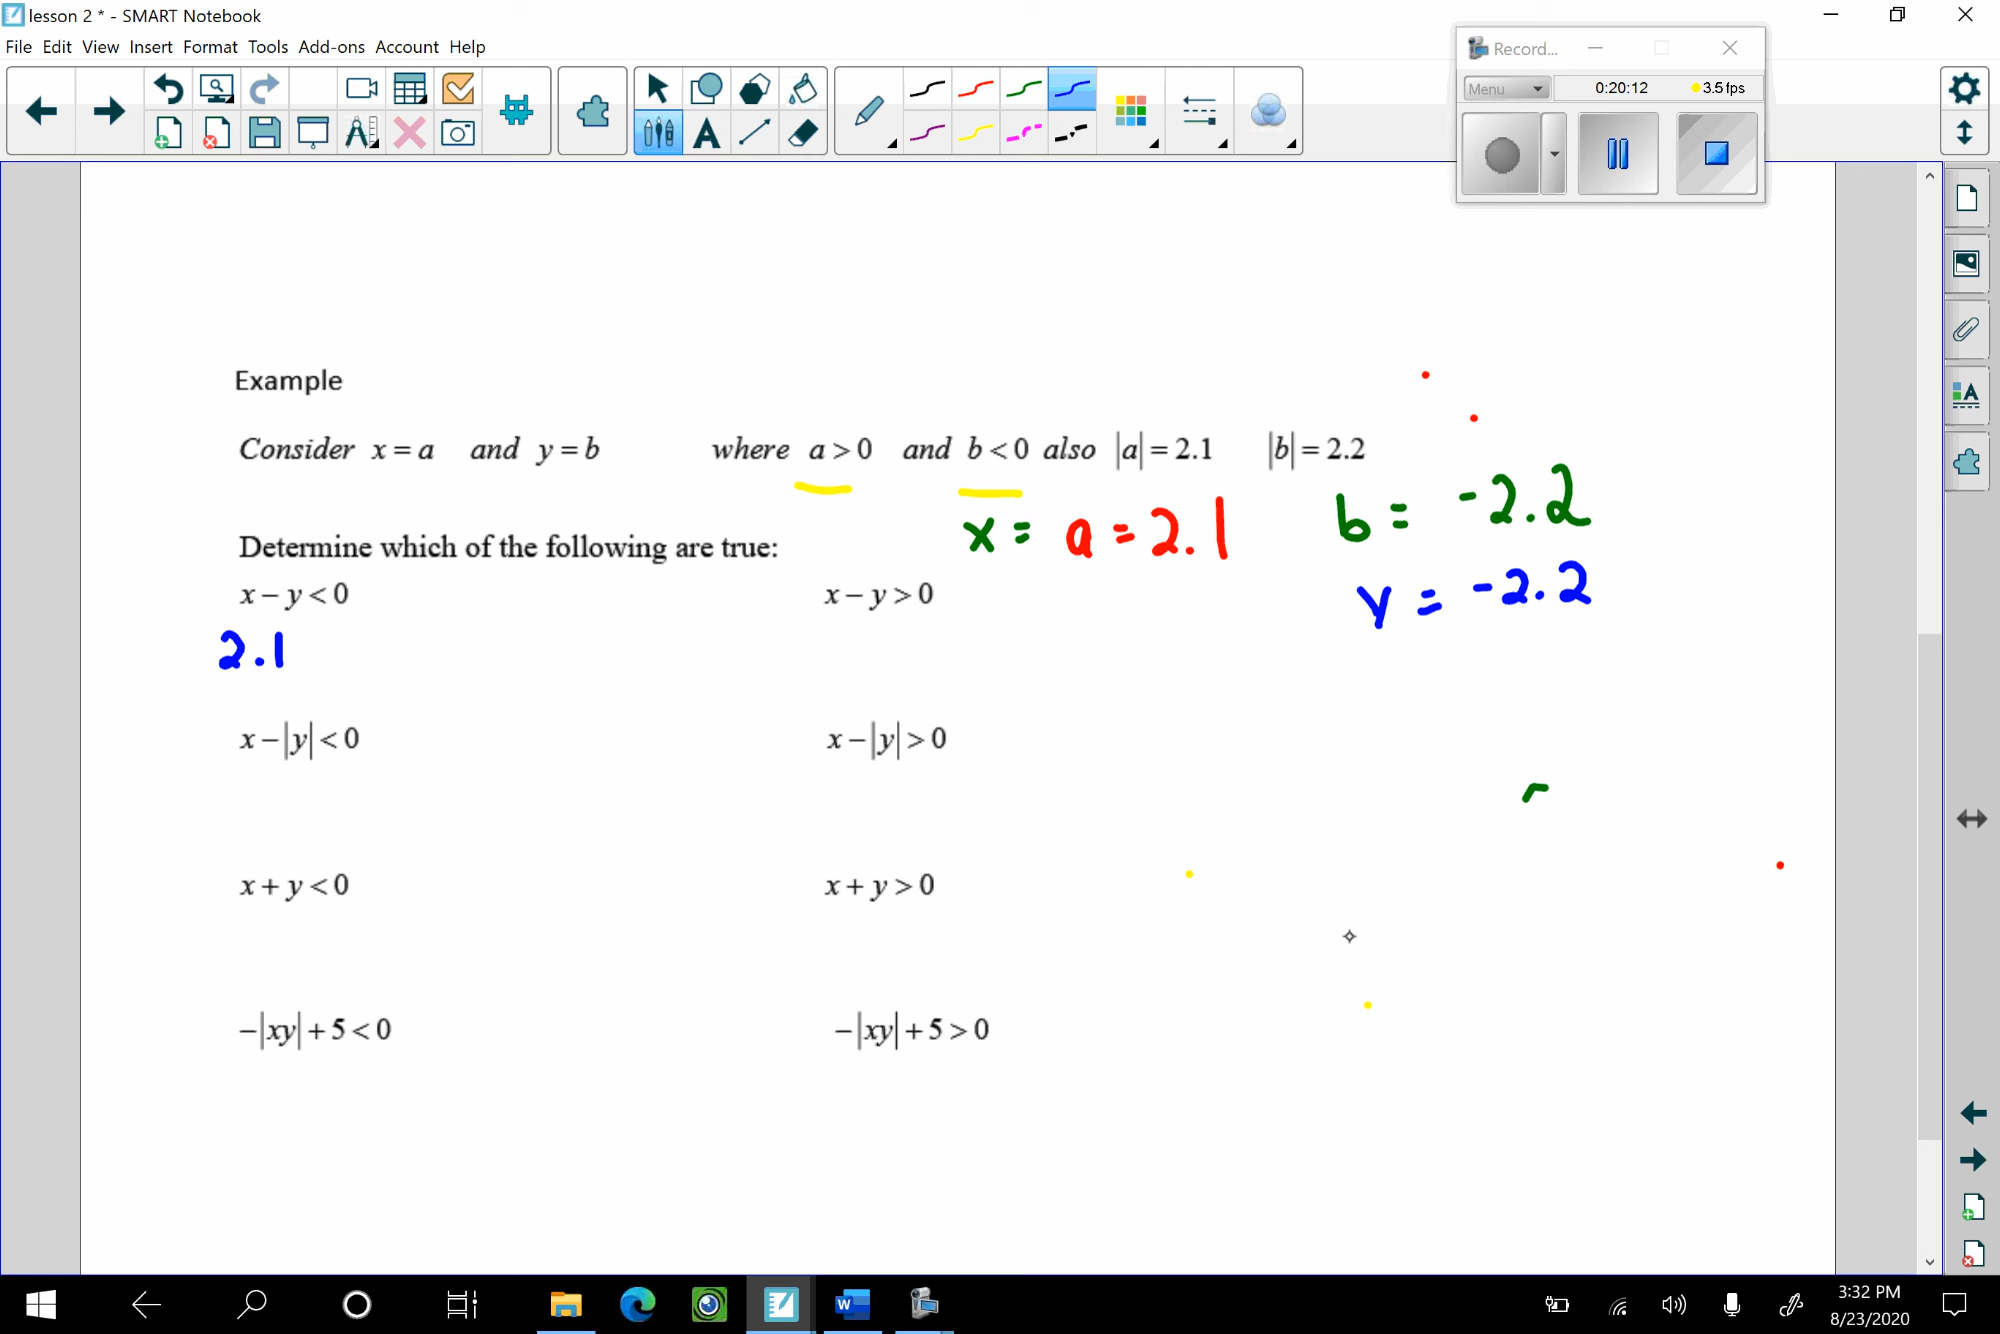 lesson 2 * - SMART Notebook
File Edit View Insert Format Tools Add-ons Account Help
Record...
Menu 0:20:12 3.5 fps
Example
Consider x = a and y = b where a > 0 and b < 0 also |a| = 2.1 |b| = 2.2
x = a = 2.1 b = -2.2
Determine which of the following are true:
x − y < 0 x − y > 0 y = -2.2
2.1
x − |y| < 0 x − |y| > 0
x + y < 0 x + y > 0
−|xy| + 5 < 0 −|xy| + 5 > 0
3:32 PM
8/23/2020